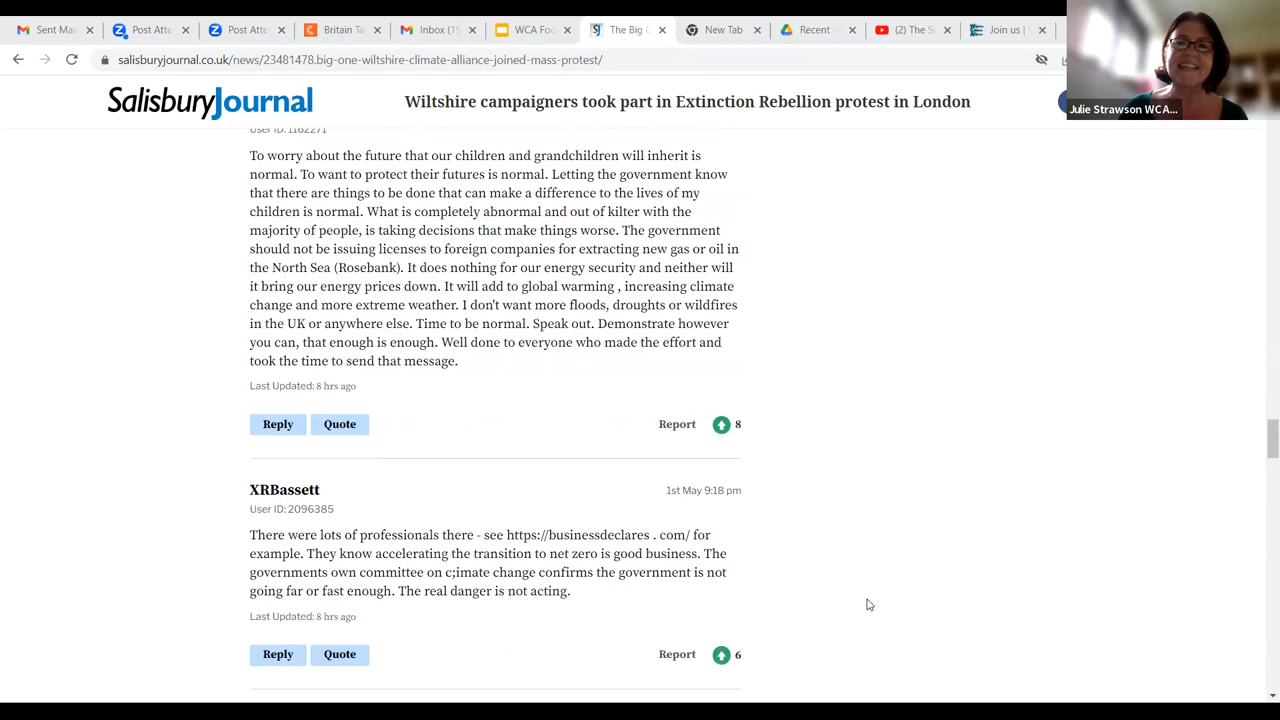 Sent Mai
Post Atte
Post Atte
Britain Ta
Inbox (19
WCA Foo
The Big O
New Tab
Recent -
(2) The S
Join us |
salisburyjournal.co.uk/news/23481478.big-one-wiltshire-climate-alliance-joined-mass-protest/
Julie Strawson WCA...
SalisburyJournal
Wiltshire campaigners took part in Extinction Rebellion protest in London
User ID: 1162271
To worry about the future that our children and grandchildren will inherit is
normal. To want to protect their futures is normal. Letting the government know
that there are things to be done that can make a difference to the lives of my
children is normal. What is completely abnormal and out of kilter with the
majority of people, is taking decisions that make things worse. The government
should not be issuing licenses to foreign companies for extracting new gas or oil in
the North Sea (Rosebank). It does nothing for our energy security and neither will
it bring our energy prices down. It will add to global warming , increasing climate
change and more extreme weather. I don't want more floods, droughts or wildfires
in the UK or anywhere else. Time to be normal. Speak out. Demonstrate however
you can, that enough is enough. Well done to everyone who made the effort and
took the time to send that message.
Last Updated: 8 hrs ago
Reply
Quote
Report
8
XRBassett
1st May 9:18 pm
User ID: 2096385
There were lots of professionals there - see https://businessdeclares . com/ for
example. They know accelerating the transition to net zero is good business. The
governments own committee on c;imate change confirms the government is not
going far or fast enough. The real danger is not acting.
Last Updated: 8 hrs ago
Reply
Quote
Report
6